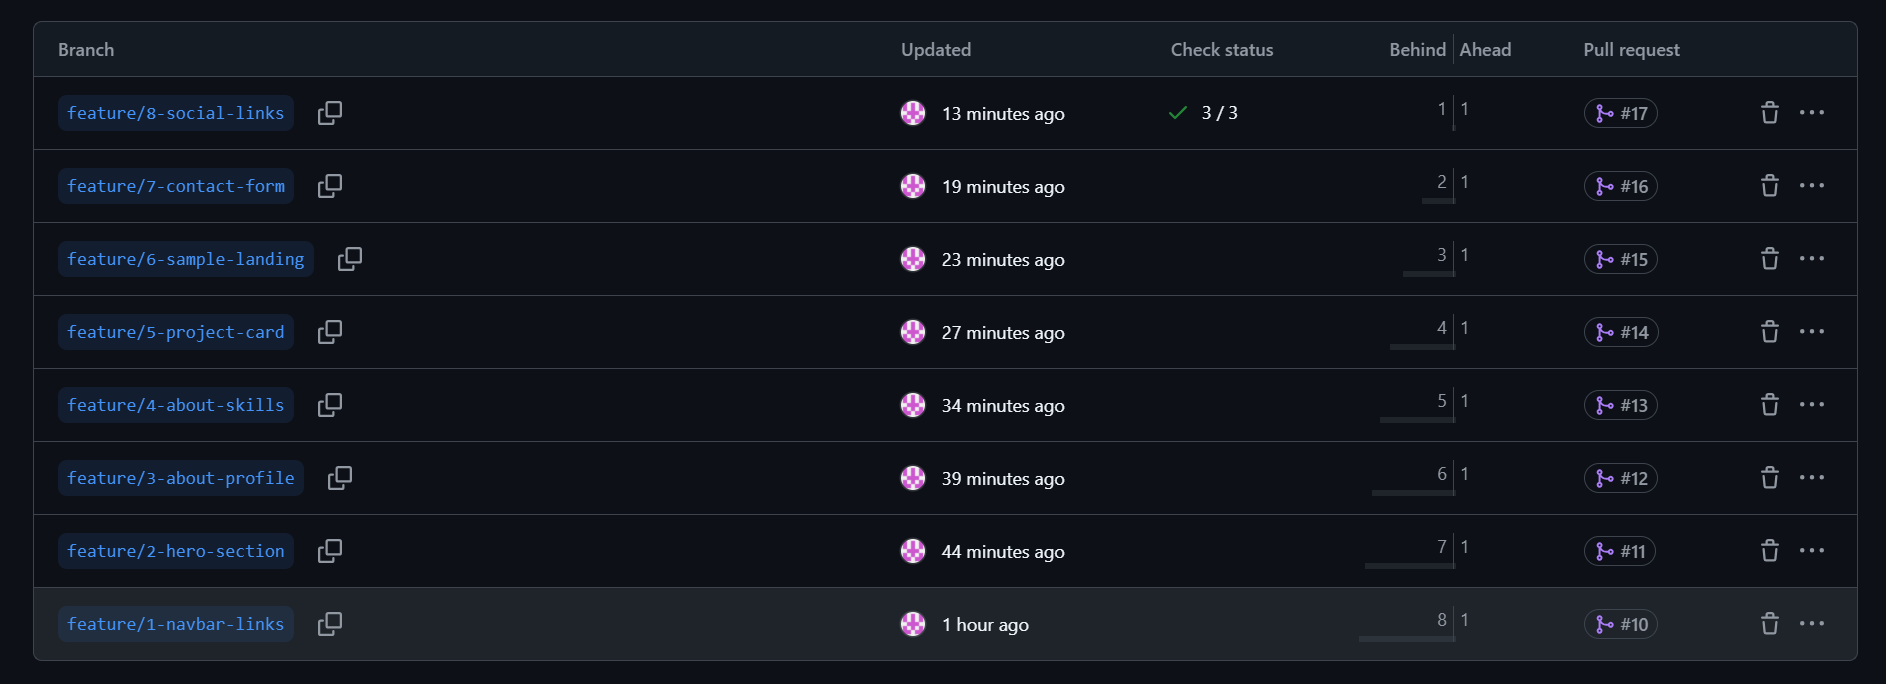 Branch Updated Check status Behind Ahead Pull request
feature/8-social-links 13 minutes ago 3 / 3 1 1 #17
feature/7-contact-form 19 minutes ago 2 1 #16
feature/6-sample-landing 23 minutes ago 3 1 #15
feature/5-project-card 27 minutes ago 4 1 #14
feature/4-about-skills 34 minutes ago 5 1 #13
feature/3-about-profile 39 minutes ago 6 1 #12
feature/2-hero-section 44 minutes ago 7 1 #11
feature/1-navbar-links 1 hour ago 8 1 #10